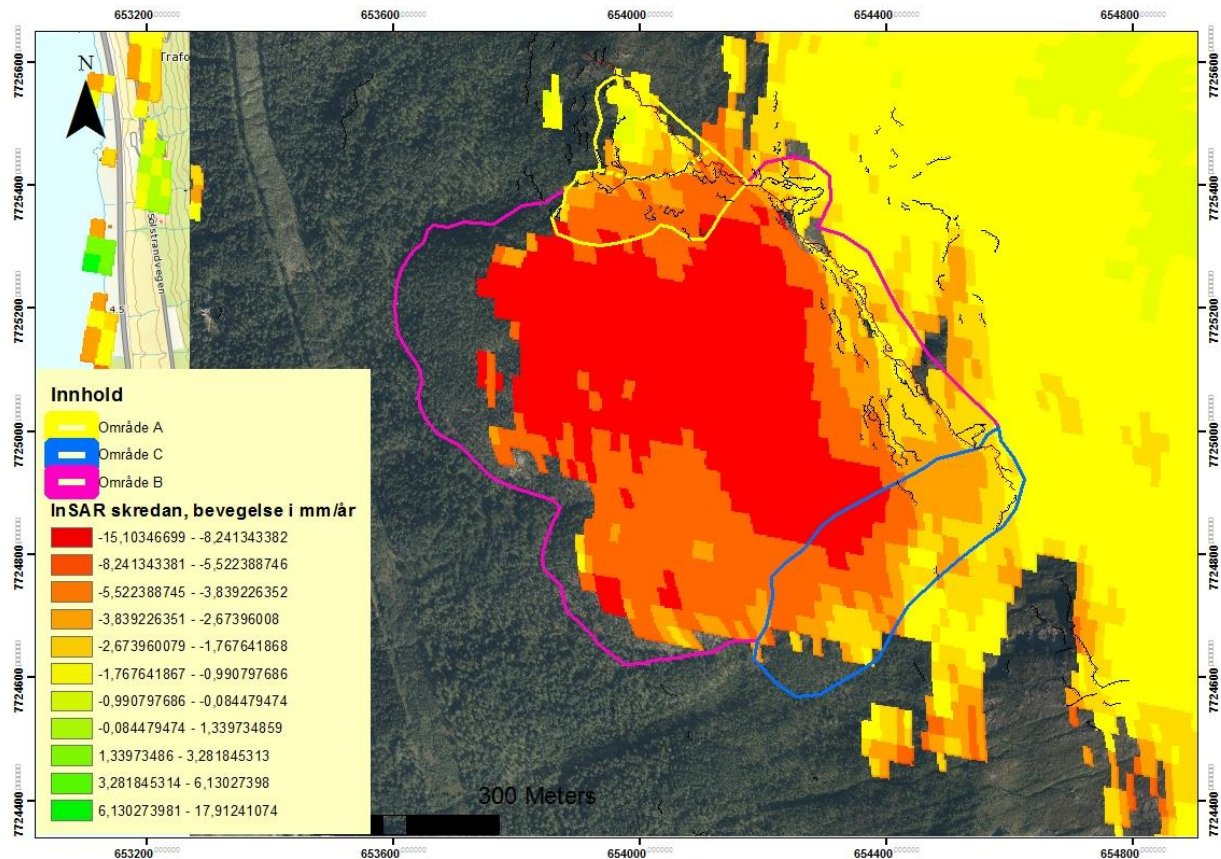 653200 653600 654000 654400 654800
7725600
7725400
7725200
7725000
7724800
7724600
7724400
N
Trafo
Solstrandvegen
4.5
Innhold
Område A
Område C
Område B
InSAR skredan, bevegelse i mm/år
-15,10346699 - -8,241343382
-8,241343381 - -5,522388746
-5,522388745 - -3,839226352
-3,839226351 - -2,67396008
-2,673960079 - -1,767641868
-1,767641867 - -0,990797686
-0,990797686 - -0,084479474
-0,084479474 - 1,339734859
1,33973486 - 3,281845313
3,281845314 - 6,13027398
6,130273981 - 17,91241074
300 Meters
7725600
7725400
7725200
7725000
7724800
7724600
7724400
653200 653600 654000 654400 654800